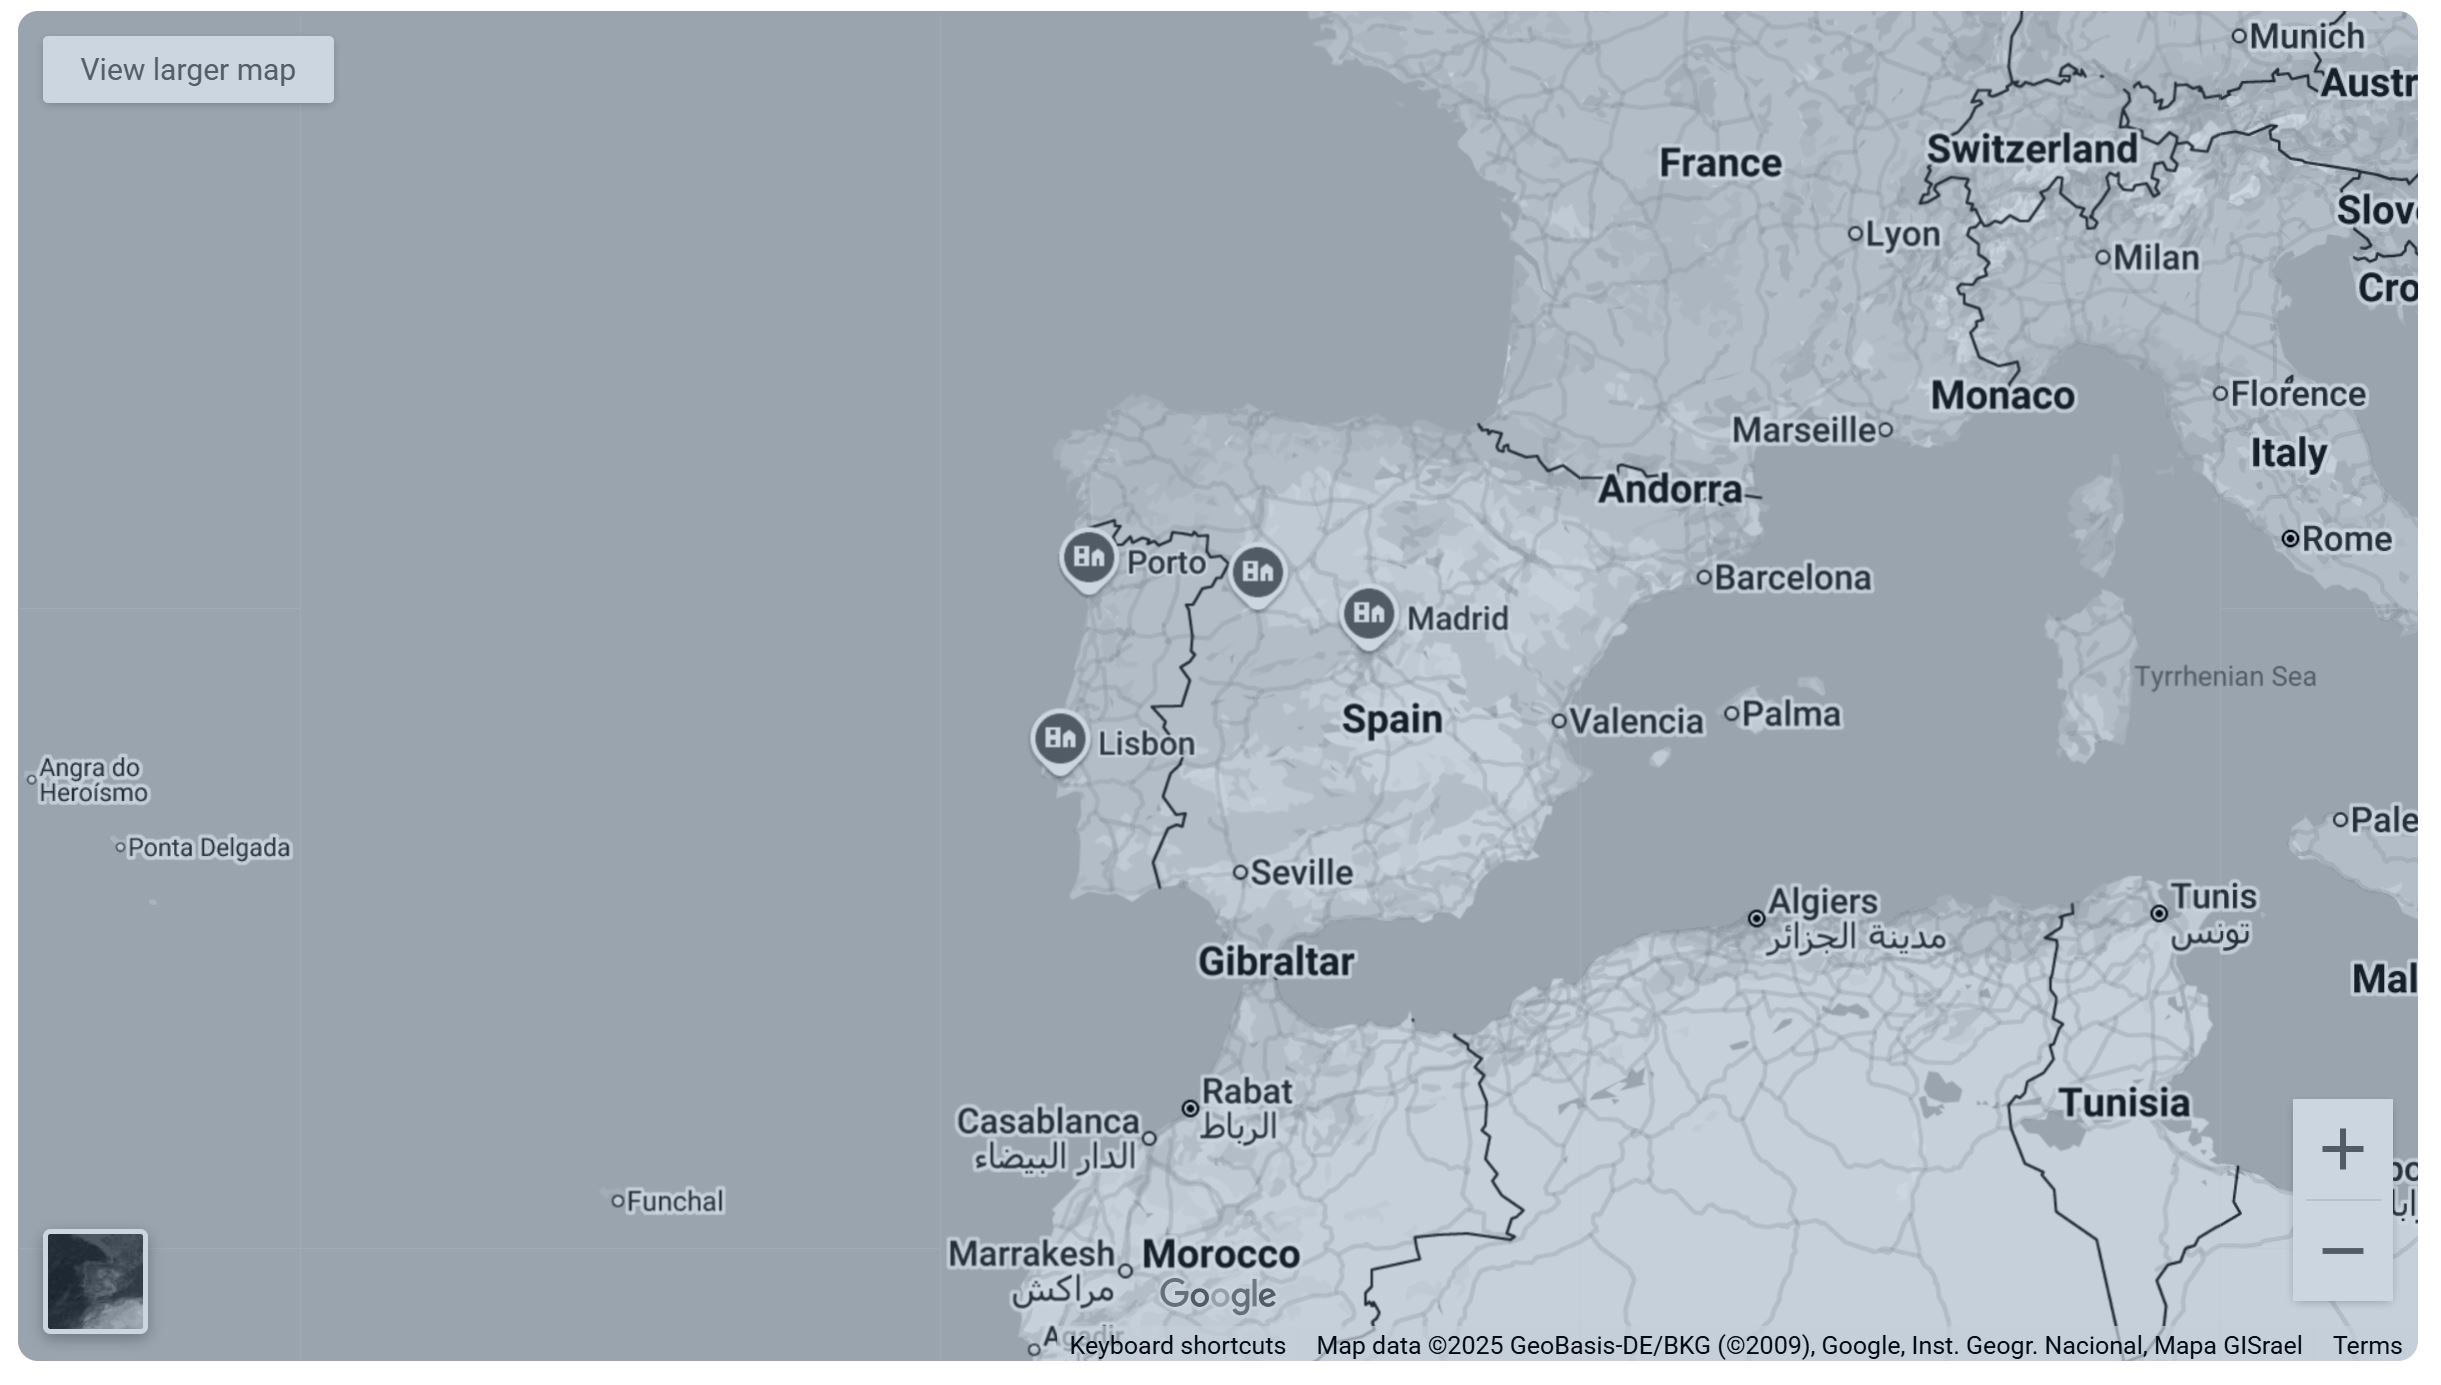 View larger map
Munich
Austr
Switzerland
France
Slov
Lyon
Milan
Cro
Monaco
Florence
Marseille
Italy
Andorra
Rome
Porto
Barcelona
Madrid
Tyrrhenian Sea
Spain
Valencia
Palma
Lisbon
Angra do
Heroísmo
Pale
Ponta Delgada
Seville
Algiers
مدينة الجزائر
Tunis
تونس
Gibraltar
Mal
Rabat
الرباط
Tunisia
Casablanca
الدار البيضاء
Funchal
Marrakesh
مراكش
Morocco
Google
Agadir
Keyboard shortcuts
Map data ©2025 GeoBasis-DE/BKG (©2009), Google, Inst. Geogr. Nacional, Mapa GISrael
Terms